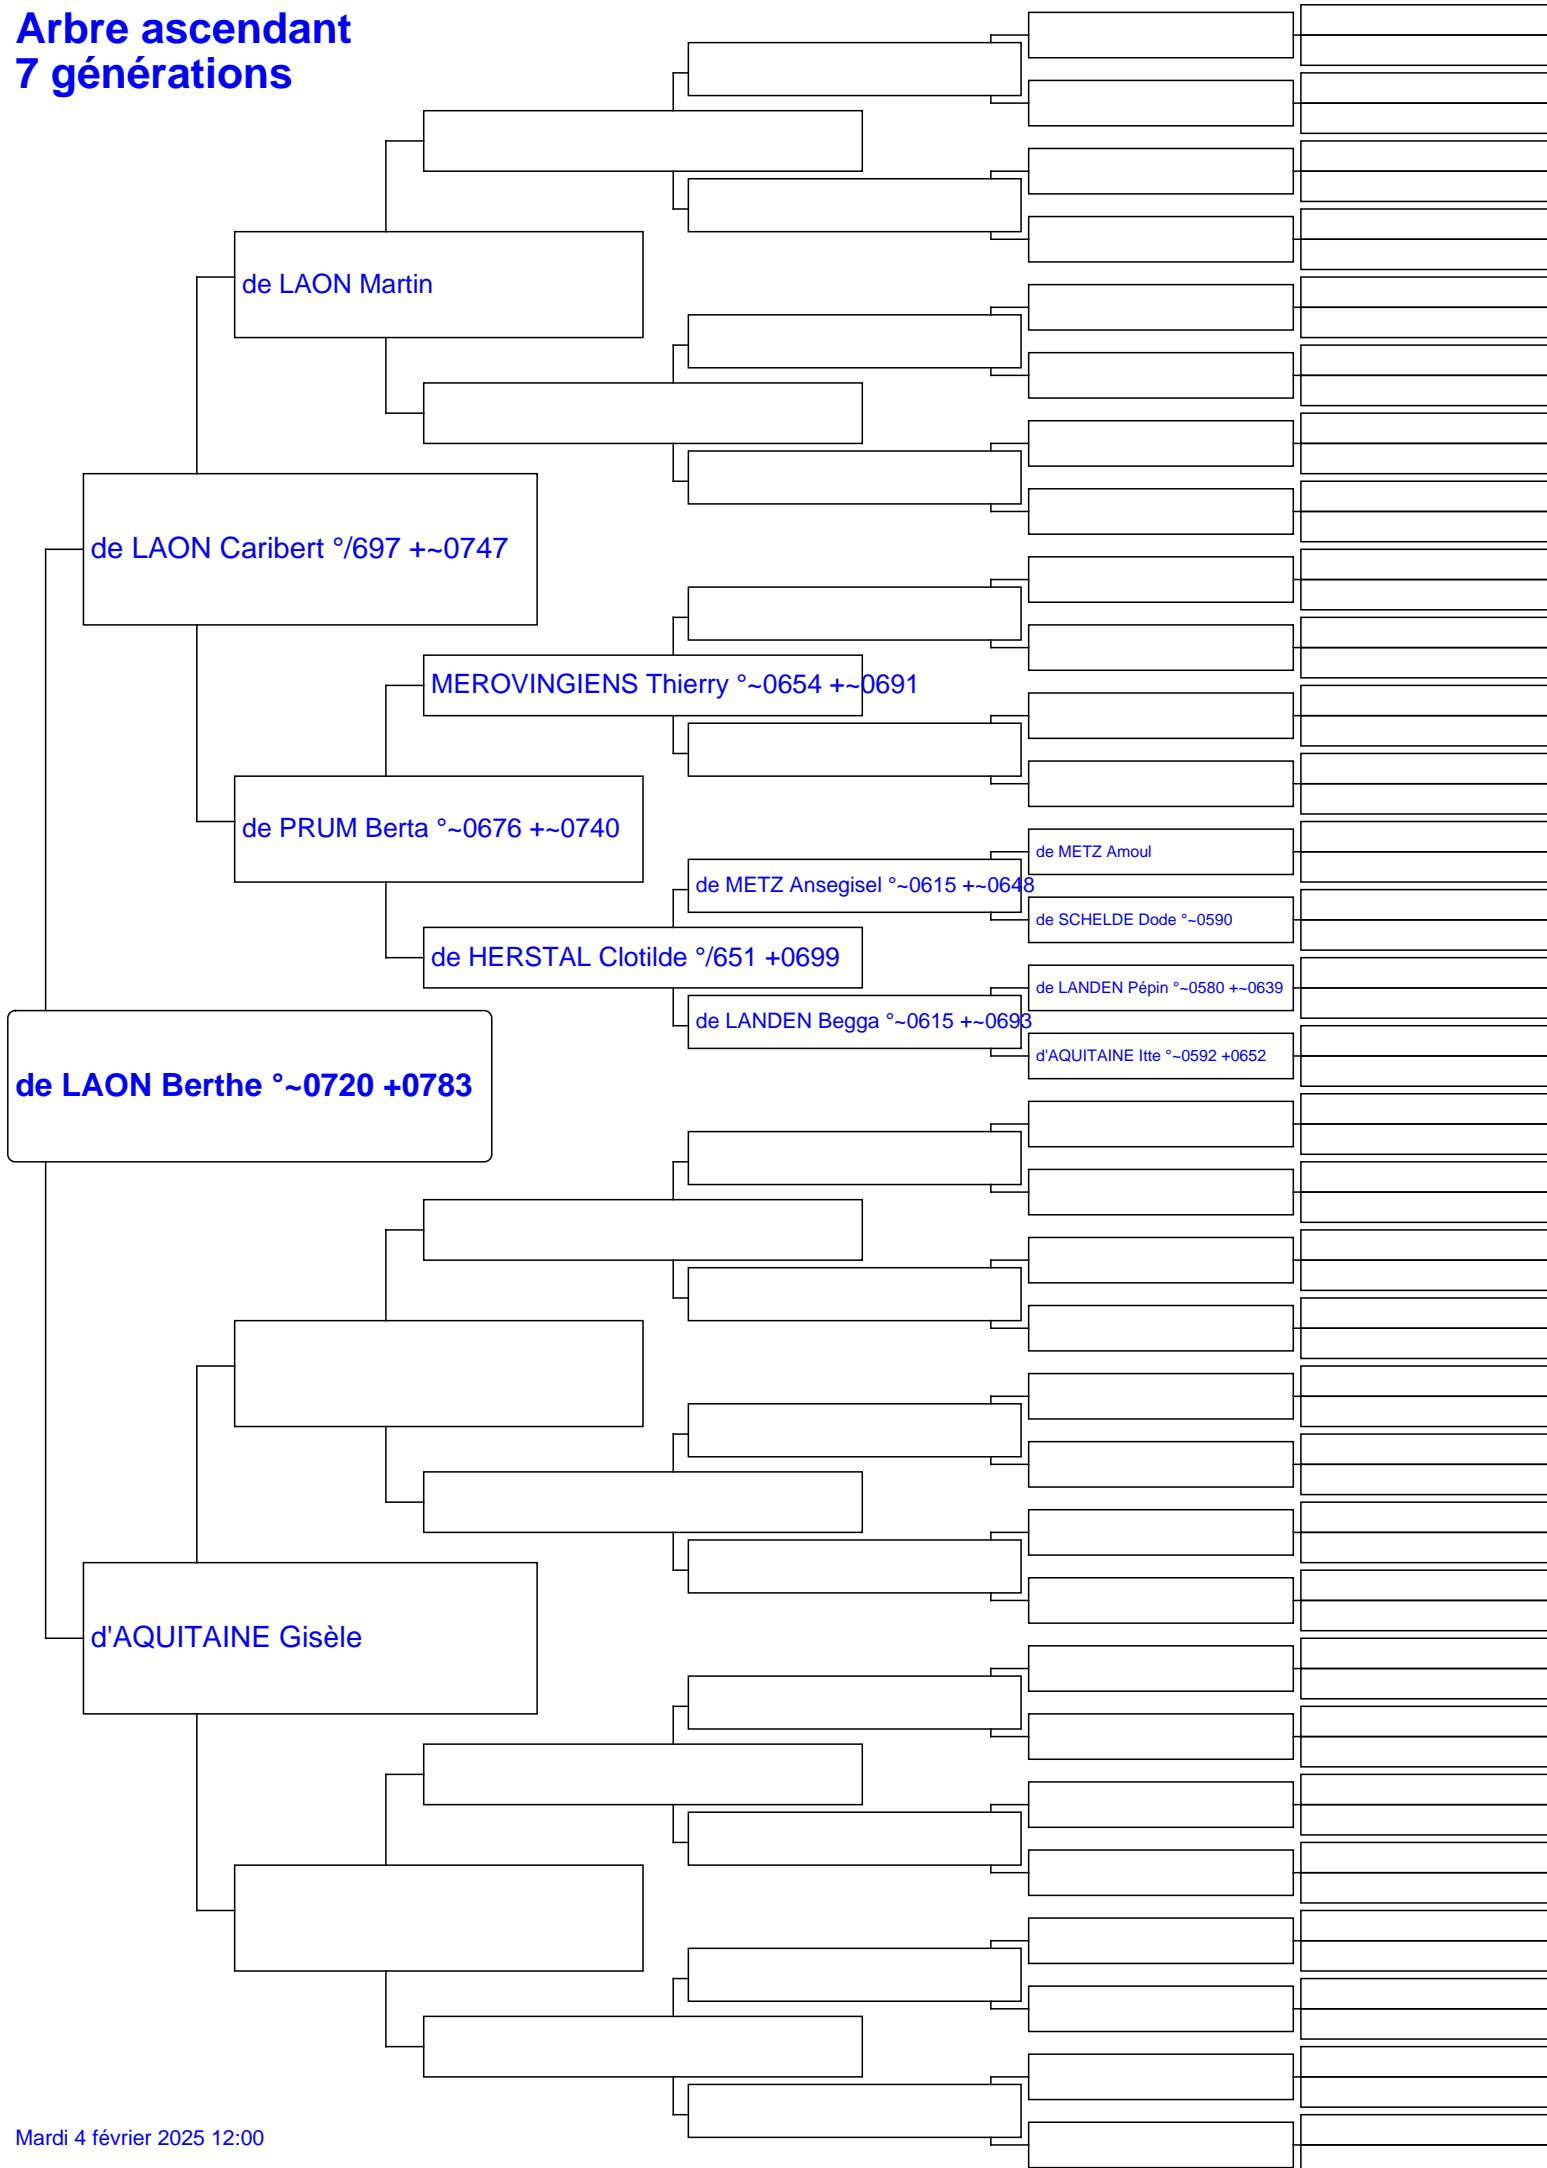 Arbre ascendant
7 générations
de LAON Martin
de LAON Caribert °/697 +~0747
MEROVINGIENS Thierry °~0654 +~0691
de PRUM Berta °~0676 +~0740
de METZ Amoul
de METZ Ansegisel °~0615 +~0648
de SCHELDE Dode °~0590
de HERSTAL Clotilde °/651 +0699
de LANDEN Pépin °~0580 +~0639
de LANDEN Begga °~0615 +~0693
d'AQUITAINE Itte °~0592 +0652
de LAON Berthe °~0720 +0783
d'AQUITAINE Gisèle
Mardi 4 février 2025 12:00